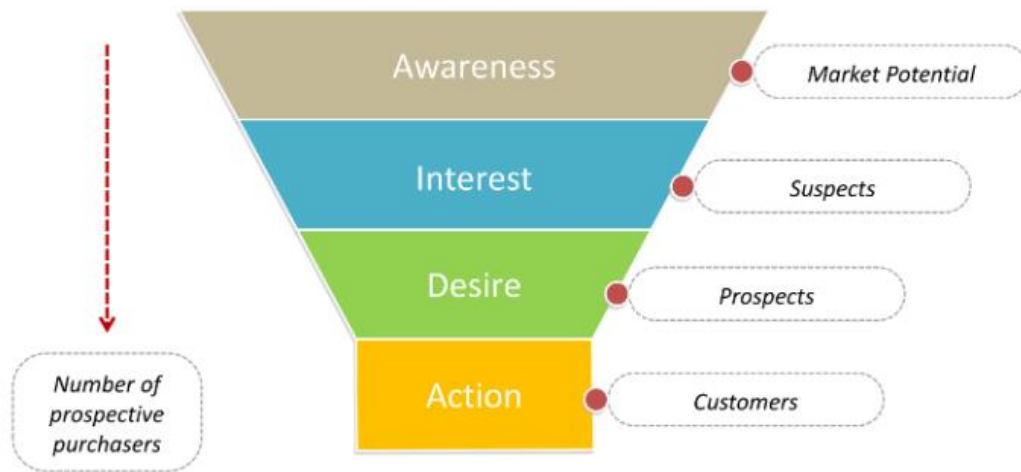 Awareness
Market Potential
Interest
Suspects
Desire
Prospects
Action
Customers
Number of
prospective
purchasers